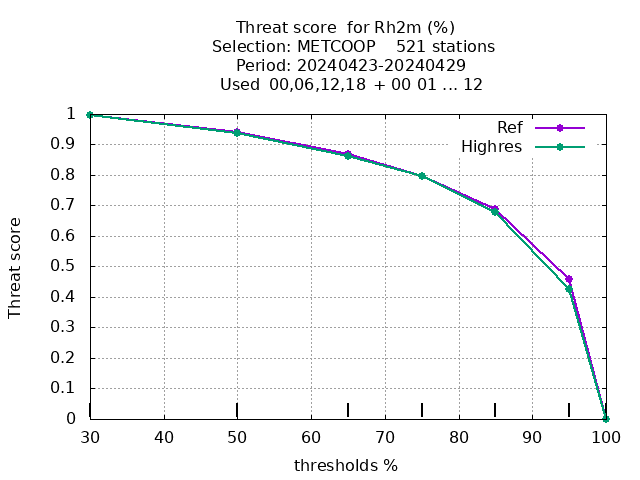 Threat score  for Rh2m (%)
Selection: METCOOP    521 stations
Period: 20240423-20240429
Used  00,06,12,18  + 00 01 ... 12
Ref
Highres
Threat score
1
0.9
0.8
0.7
0.6
0.5
0.4
0.3
0.2
0.1
0
30 40 50 60 70 80 90 100
thresholds %